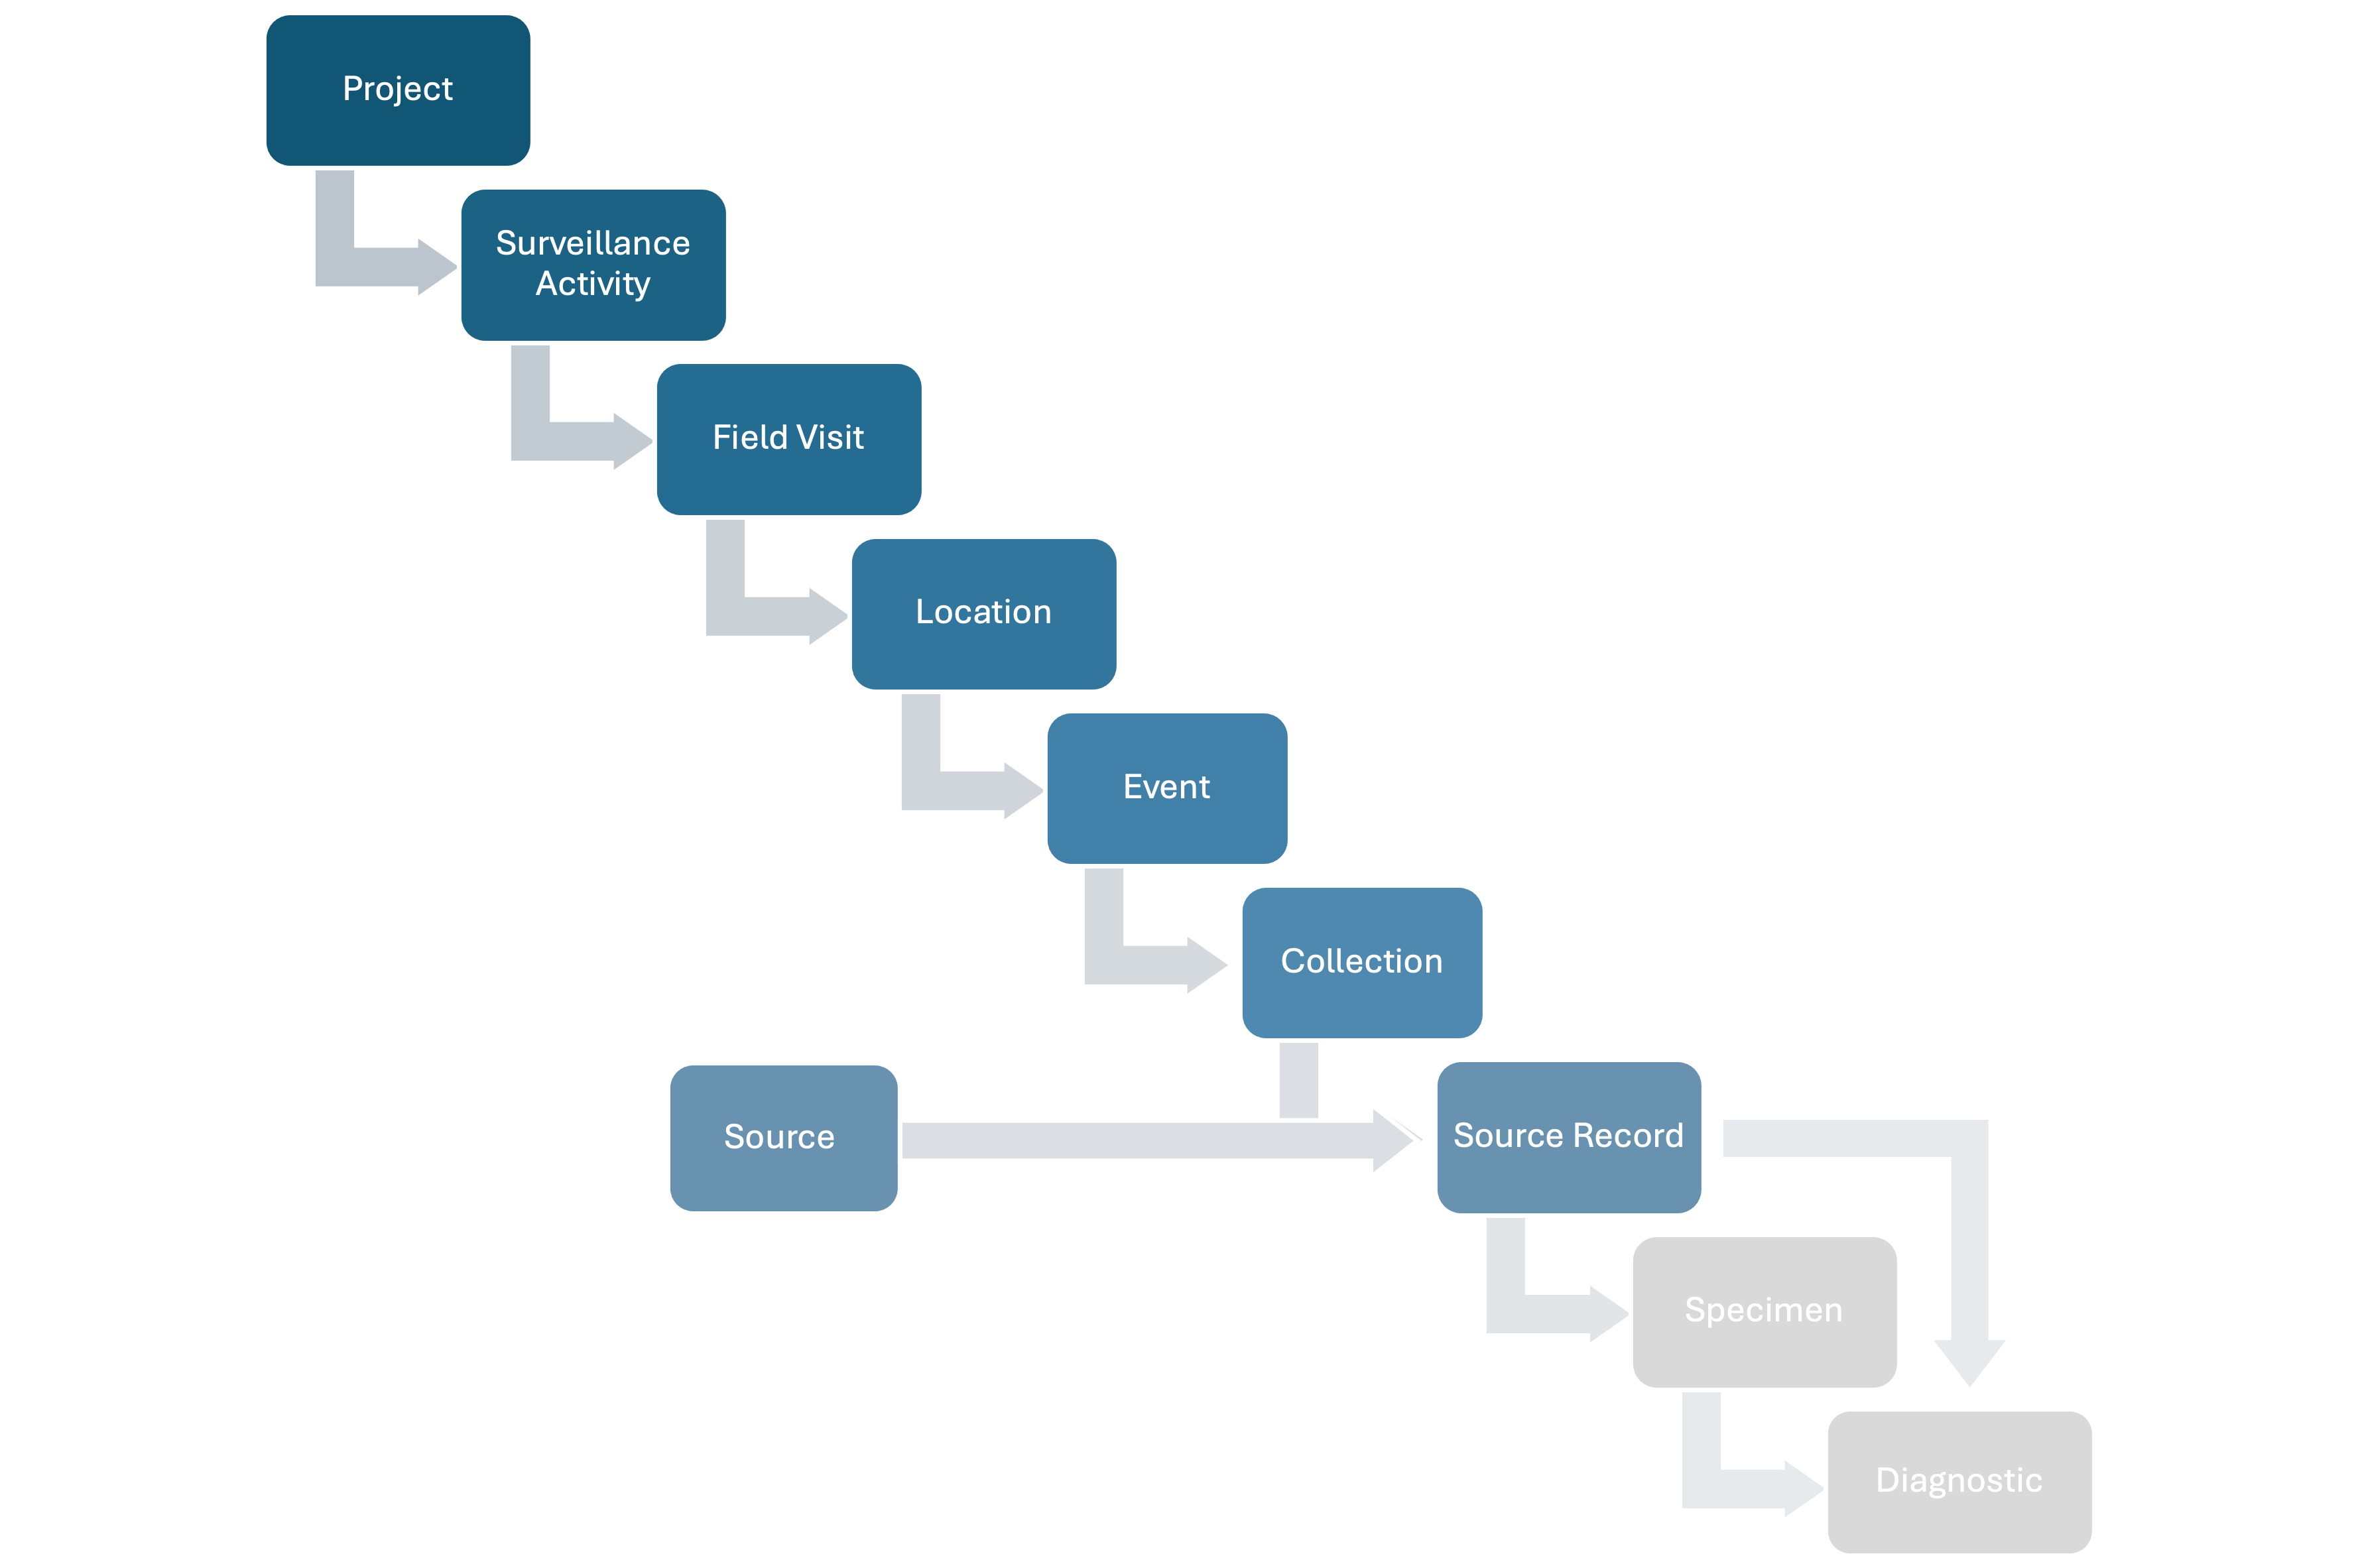 Project
Surveillance
Activity
Field Visit
Location
Event
Collection
Source
Source Record
Specimen
Diagnostic